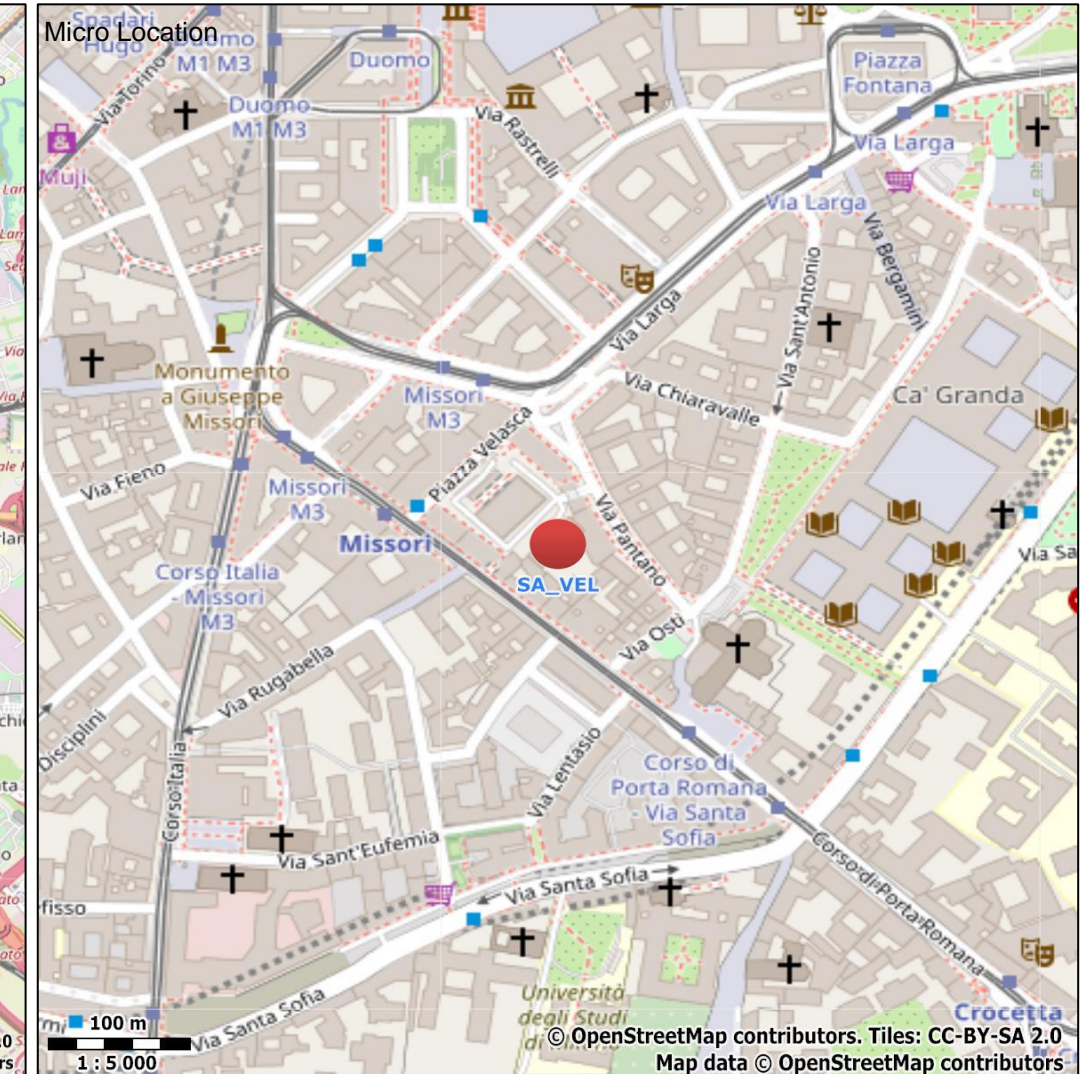 Micro Location
Spadari
Hugo
Duomo
M1 M3
Duomo
Piazza
Fontana
Via Torino
Duomo
M1 M3
Via Rastrelli
Via Larga
Muji
Via Larga
Via Bergamini
Via Sant'Antonio
Via Larga
Monumento
a Giuseppe
Missori
Missori
M3
Via Chiaravalle
Ca' Granda
Piazza Velasca
Via Fieno
Missori
M3
Via Pantano
Missori
SA_VEL
Via Sa
Corso Italia
- Missori
M3
Via Osti
Via Rugabella
Disciplini
Corso Italia
Via Lentasio
Corso di
Porta Romana
- Via Santa
Sofia
Via Sant'Eufemia
Corso di Porta Romana
Via Santa Sofia
fisso
Università
degli Studi
Via Santa Sofia
Crocetta
rmi
100 m
1 : 5 000
© OpenStreetMap contributors. Tiles: CC-BY-SA 2.0
Map data © OpenStreetMap contributors